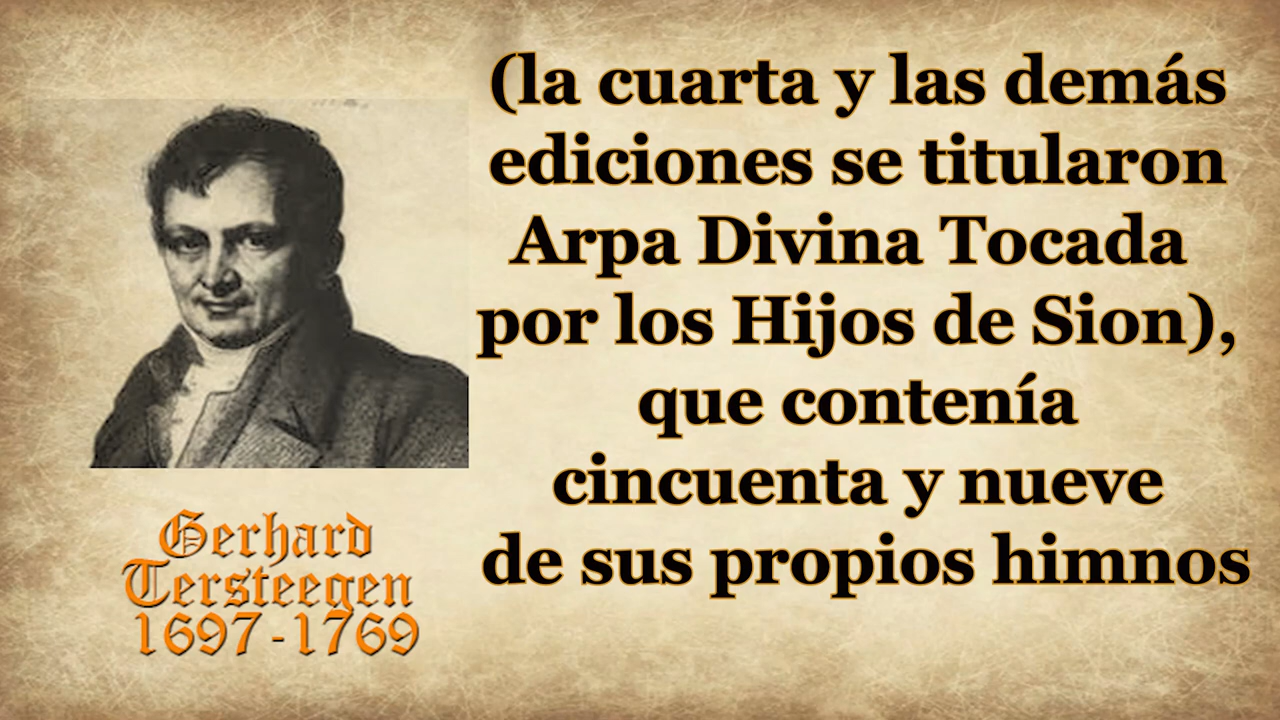 (la cuarta y las demás
ediciones se titularon
Arpa Divina Tocada
por los Hijos de Sion),
que contenía
cincuenta y nueve
de sus propios himnos
Gerhard
Tersteegen
1697-1769